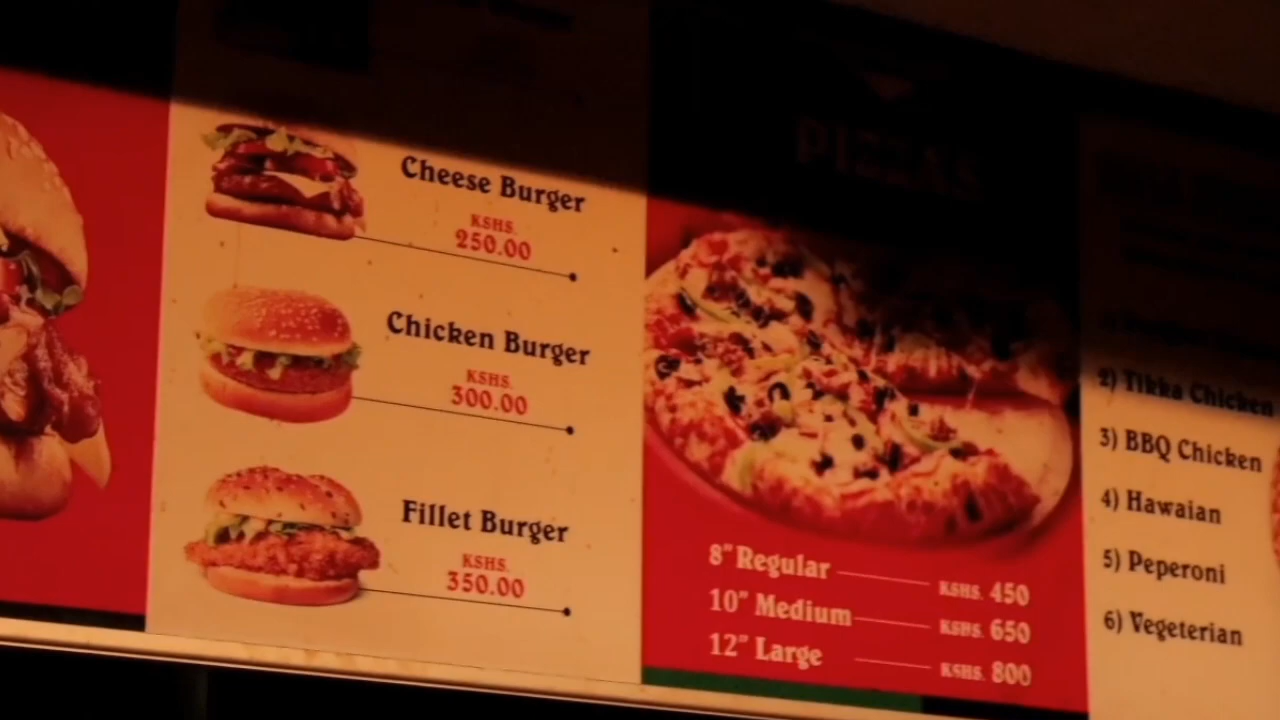 Cheese Burger
KSHS.
250.00
Chicken Burger
KSHS.
300.00
Fillet Burger
KSHS.
350.00
PIZZAS
8" Regular KSHS. 450
10" Medium KSHS. 650
12" Large KSHS. 800
2) Tikka Chicken
3) BBQ Chicken
4) Hawaian
5) Peperoni
6) Vegeterian